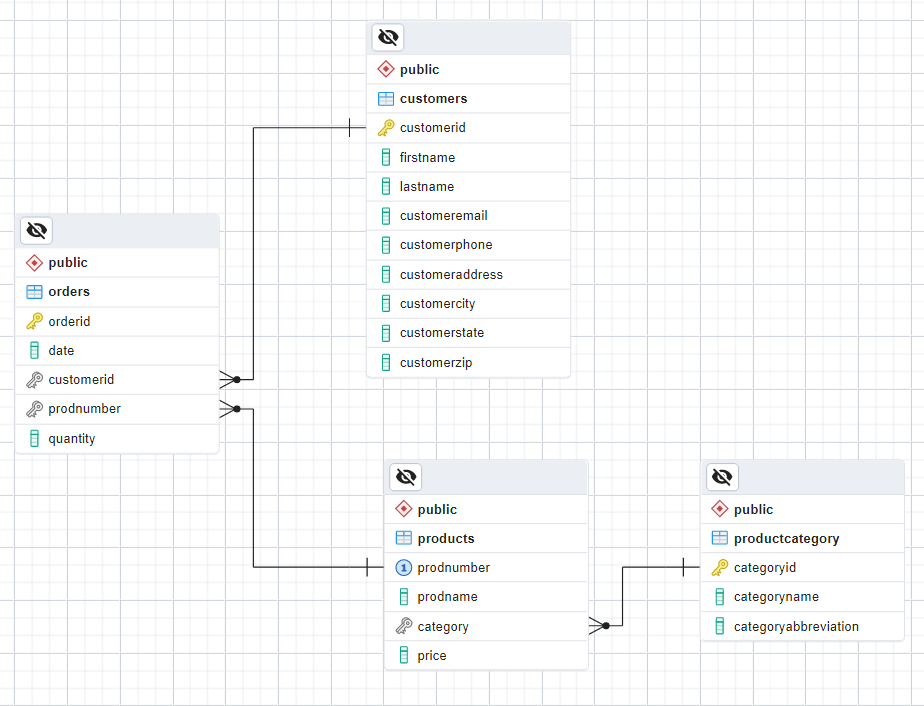 public
customers
customerid
firstname
lastname
customeremail
customerphone
customeraddress
customercity
customerstate
customerzip
public
orders
orderid
date
customerid
prodnumber
quantity
public
products
1 prodnumber
prodname
category
price
public
productcategory
categoryid
categoryname
categoryabbreviation